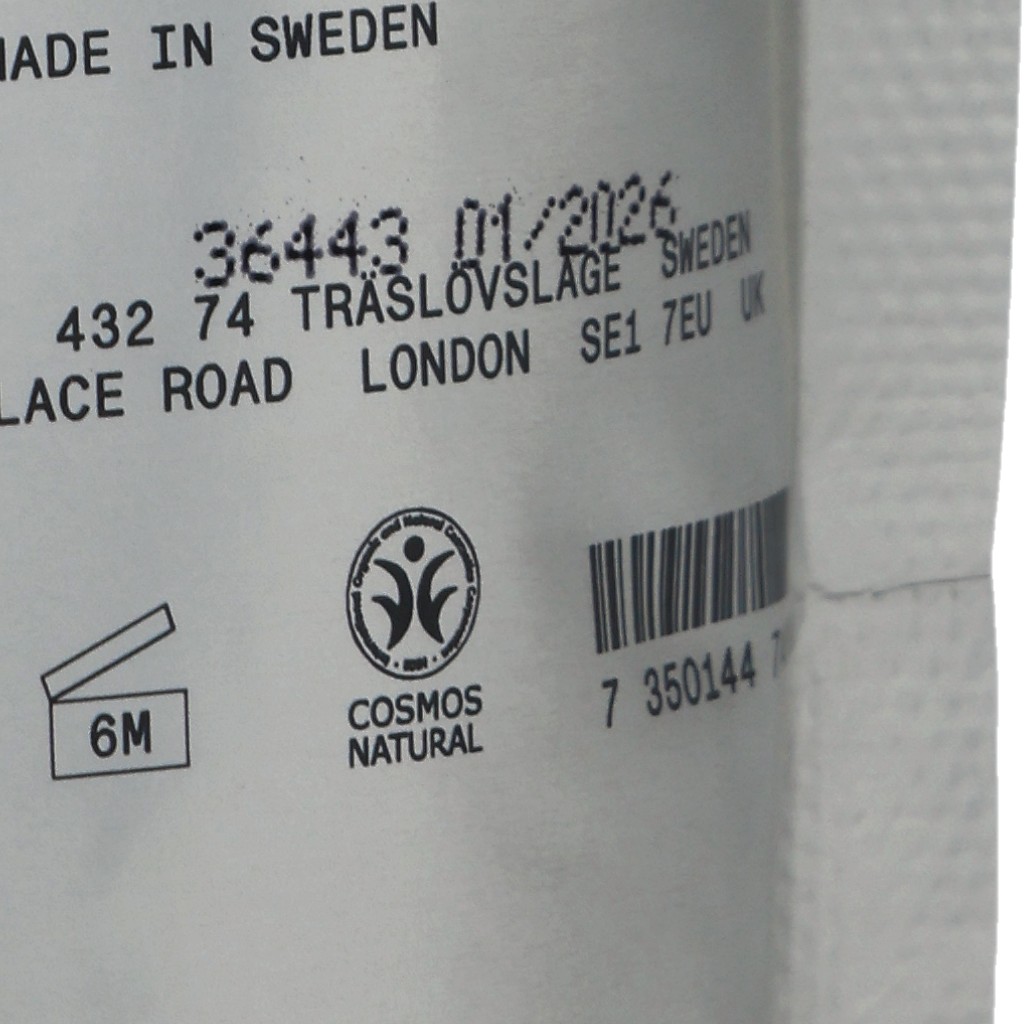 MADE IN SWEDEN
36443 01/2026
432 74 TRÄSLÖVSLÄGE SWEDEN
LACE ROAD LONDON SE1 7EU UK
COSMOS
NATURAL
6M
7 350144